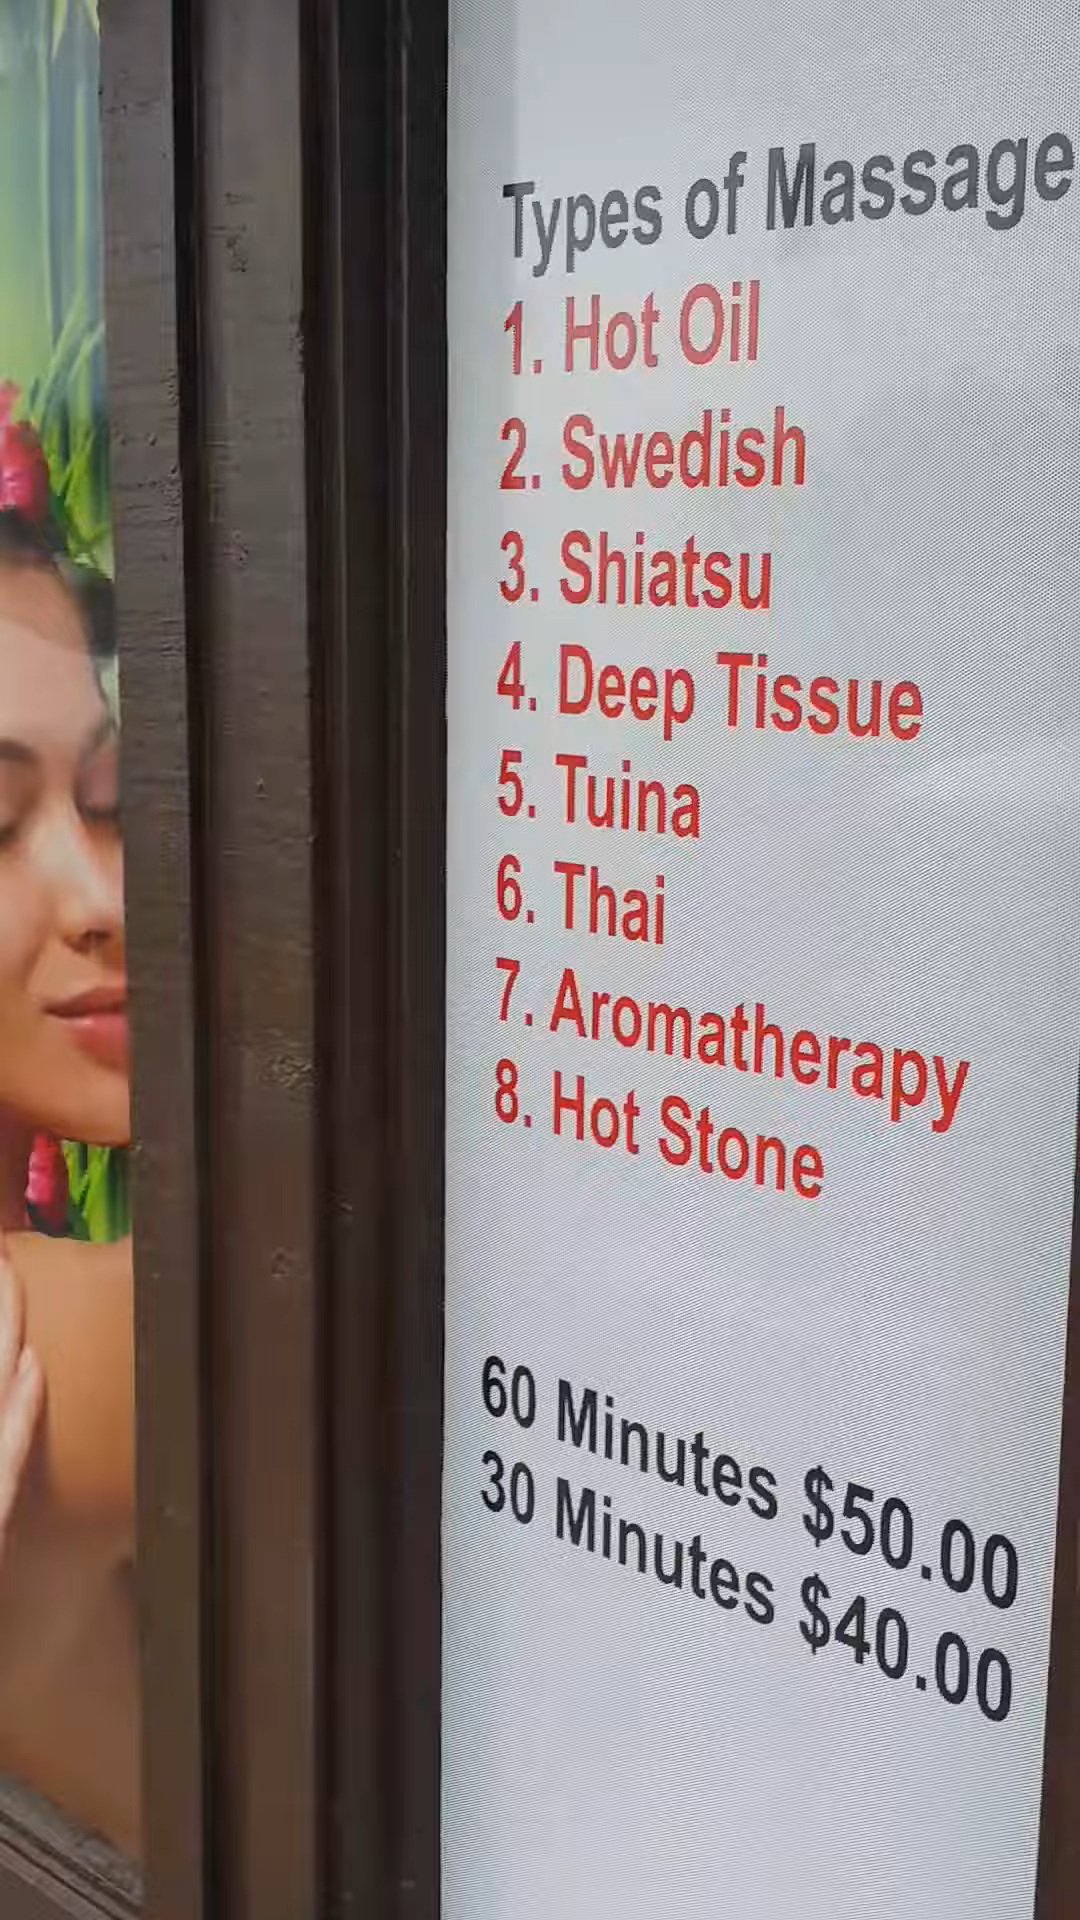 Types of Massage
1. Hot Oil
2. Swedish
3. Shiatsu
4. Deep Tissue
5. Tuina
6. Thai
7. Aromatherapy
8. Hot Stone
60 Minutes $50.00
30 Minutes $40.00